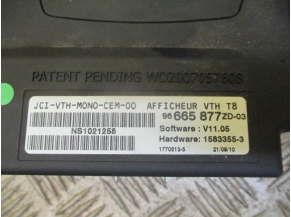 PATENT PENDING WO2007057608
JCI-VTH-MONO-CEM-00 AFFICHEUR VTH T8
96 665 877ZD-03
NS1021258
Software : V11.05
Hardware: 1583355-3
1770513-5 21/09/10